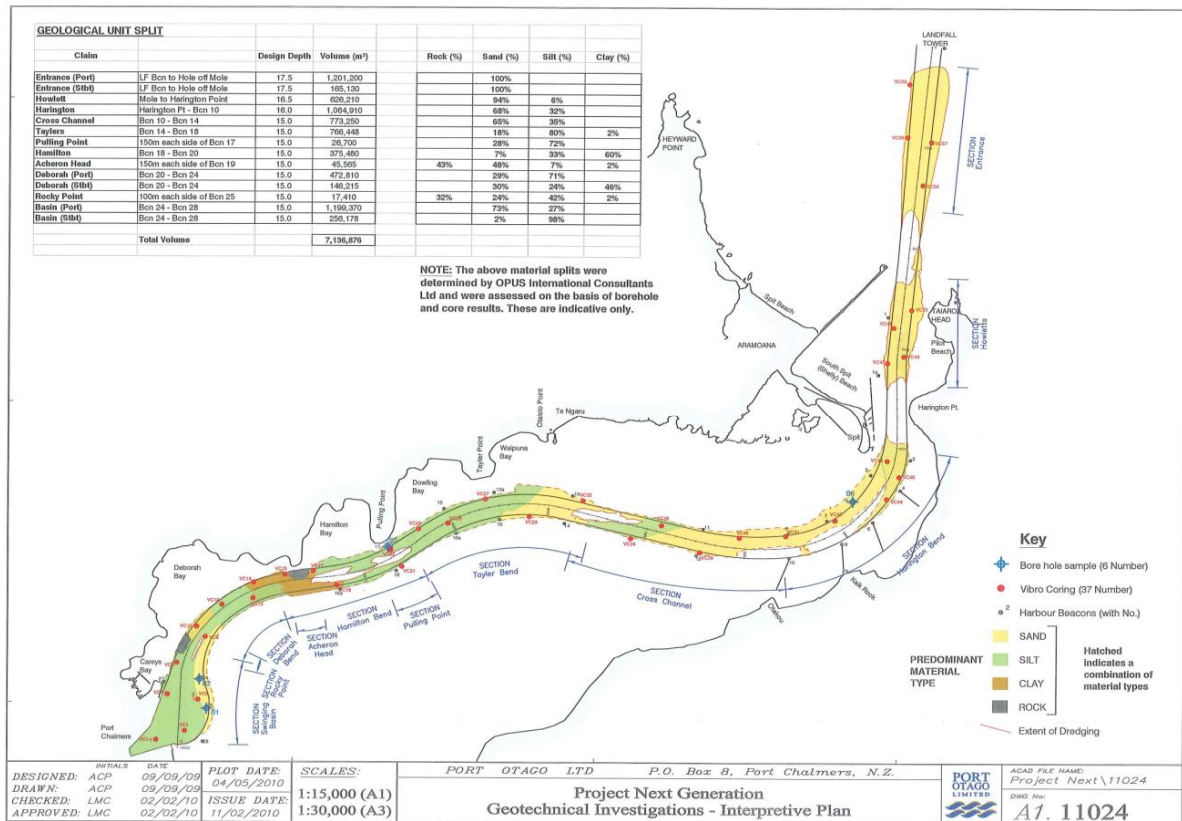 GEOLOGICAL UNIT SPLIT
Claim Design Depth Volume (m³) Rock (%) Sand (%) Silt (%) Clay (%)
Entrance (Port) LF Bcn to Hole off Mole 17.5 1,201,200 100%
Entrance (Stbt) LF Bcn to Hole off Mole 17.5 165,130 100%
Howlett Mole to Harington Point 16.5 626,210 94% 6%
Harington Harington Pt - Bcn 10 16.0 1,064,910 68% 32%
Cross Channel Bcn 10 - Bcn 14 15.0 773,250 65% 35%
Taylers Bcn 14 - Bcn 18 15.0 766,448 18% 80% 2%
Pulling Point 150m each side of Bcn 17 15.0 26,700 28% 72%
Hamilton Bcn 18 - Bcn 20 15.0 375,480 7% 33% 60%
Acheron Head 150m each side of Bcn 19 15.0 45,565 43% 48% 7% 2%
Deborah (Port) Bcn 20 - Bcn 24 15.0 472,810 29% 71%
Deborah (Stbt) Bcn 20 - Bcn 24 15.0 146,215 30% 24% 46%
Rocky Point 100m each side of Bcn 25 15.0 17,410 32% 24% 42% 2%
Basin (Port) Bcn 24 - Bcn 28 15.0 1,199,370 73% 27%
Basin (Stbt) Bcn 24 - Bcn 28 15.0 256,178 2% 98%
Total Volume 7,136,876
NOTE: The above material splits were
determined by OPUS International Consultants
Ltd and were assessed on the basis of borehole
and core results. These are indicative only.
LANDFALL
TOWER
HEYWARD
POINT
SECTION
Entrance
Spit Beach
TAIAROA
HEAD
Pilot
Beach
SECTION
Howletts
ARAMOANA
South Spit
(Shelly) Beach
Harington Pt.
Spit
Te Ngaru
Otalelo Point
Waipuna
Bay
Tayler Point
Dowling
Bay
Pulling Point
Hamilton
Bay
Deborah
Bay
Careys
Bay
Port
Chalmers
B6
B1
SECTION
Harington Bend
Kaik Rock
Otakou
SECTION
Cross Channel
SECTION
Tayler Bend
SECTION
Pulling Point
SECTION
Hamilton Bend
SECTION
Acheron
Head
SECTION
Deborah
Bend
SECTION
Rocky
Point
SECTION
Swinging
Basin
Key
Bore hole sample (6 Number)
Vibro Coring (37 Number)
2 Harbour Beacons (with No.)
PREDOMINANT
MATERIAL
TYPE
SAND
SILT
CLAY
ROCK
Hatched
indicates a
combination of
material types
Extent of Dredging
INITIALS DATE
DESIGNED: ACP 09/09/09
DRAWN: ACP 09/09/09
CHECKED: LMC 02/02/10
APPROVED: LMC 02/02/10
PLOT DATE:
04/05/2010
ISSUE DATE:
11/02/2010
SCALES:
1:15,000 (A1)
1:30,000 (A3)
PORT OTAGO LTD P.O. Box 8, Port Chalmers, N.Z.
Project Next Generation
Geotechnical Investigations - Interpretive Plan
PORT
OTAGO
LIMITED
ACAD FILE NAME:
Project Next\11024
DWG No:
A1. 11024